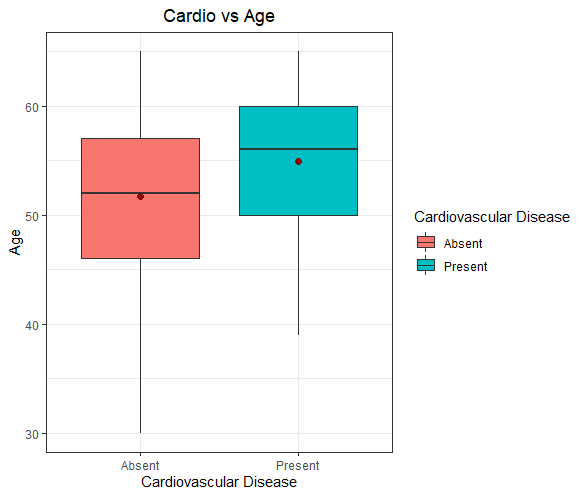 Cardio vs Age
60
50
40
30
Age
Absent
Present
Cardiovascular Disease
Cardiovascular Disease
Absent
Present